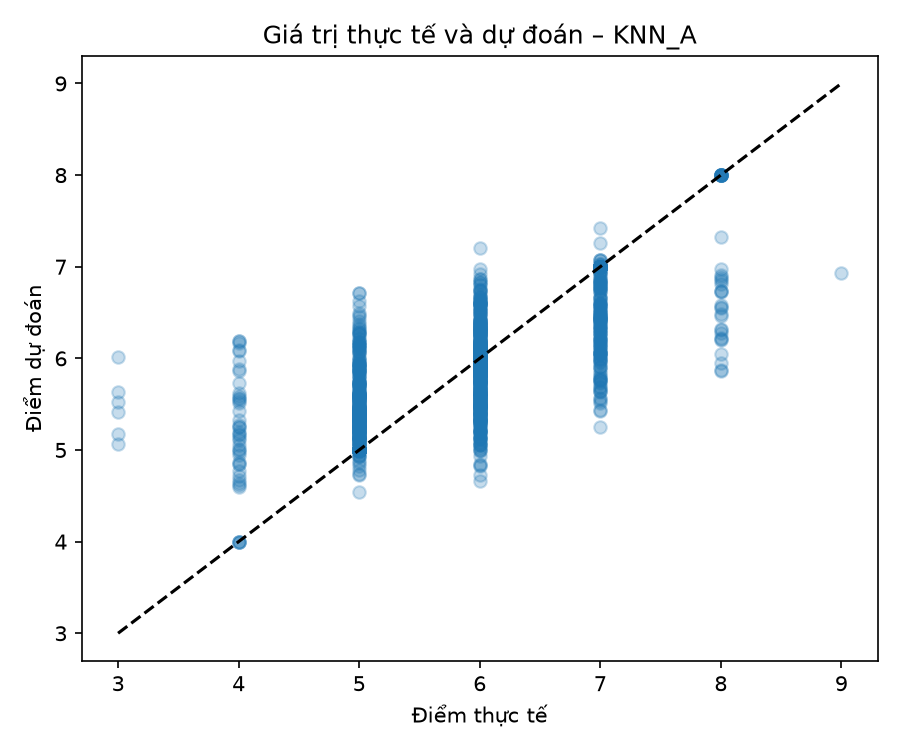 Giá trị thực tế và dự đoán – KNN_A
Điểm dự đoán
9
8
7
6
5
4
3
3 4 5 6 7 8 9
Điểm thực tế